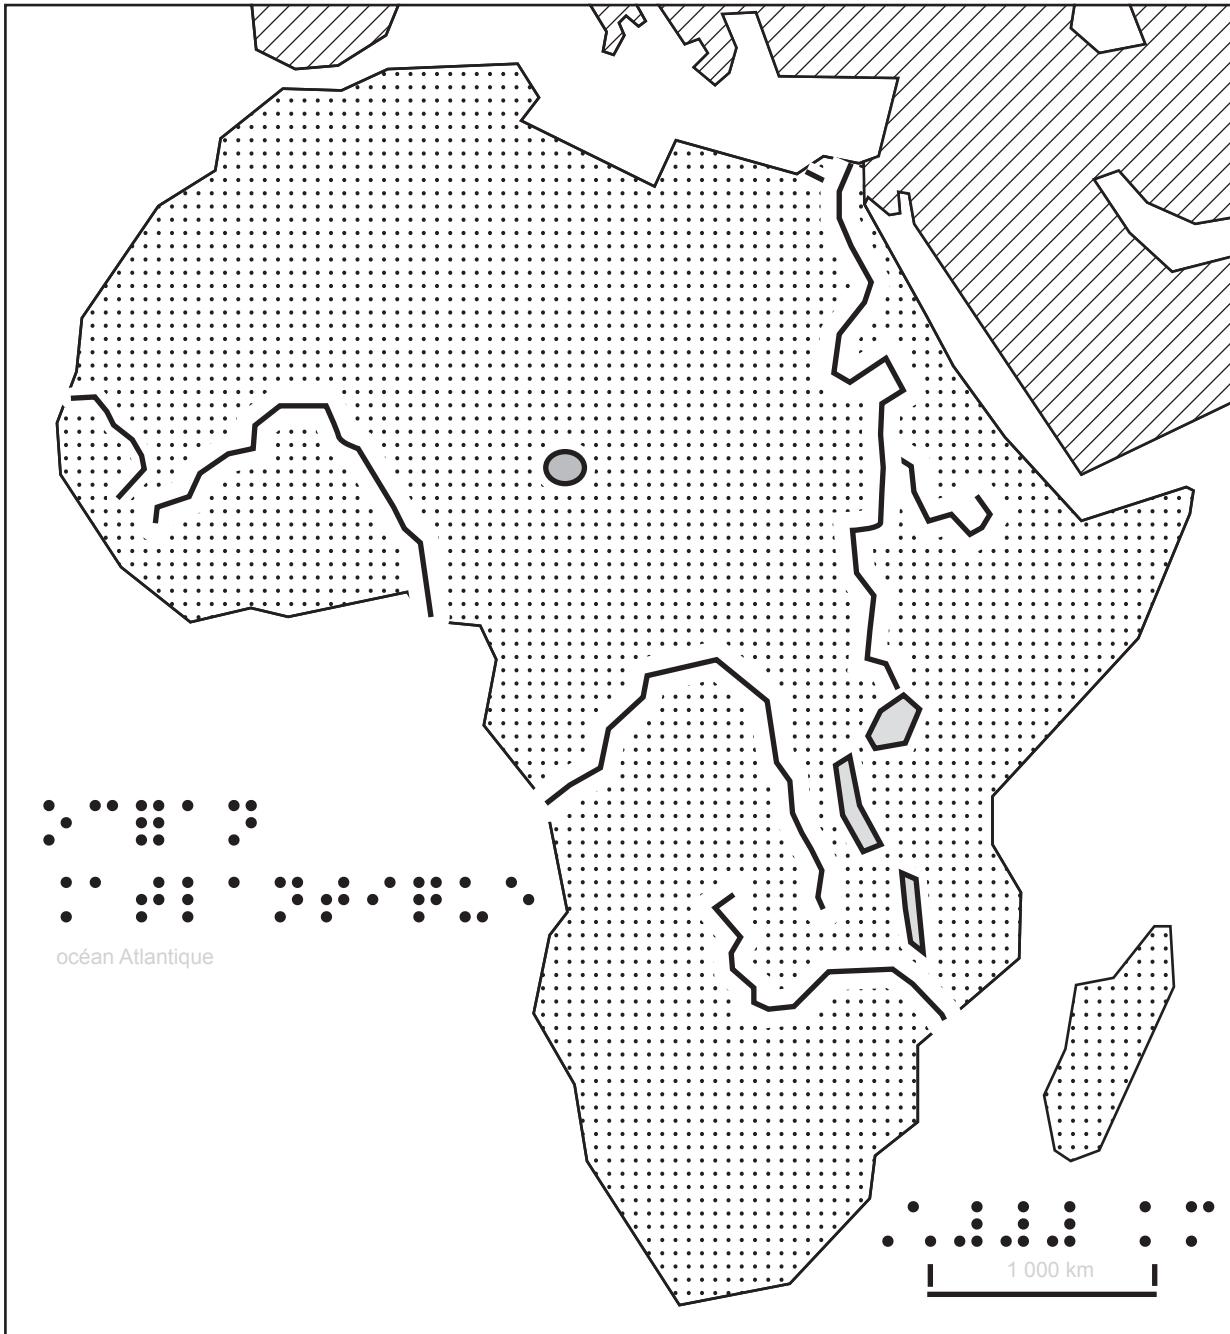 ⠕⠉⠿⠁⠝
⠨⠁⠞⠇⠁⠝⠞⠊⠟⠥⠑
océan Atlantique
⠠⠡⠼⠼⠼ ⠅⠍
1 000 km